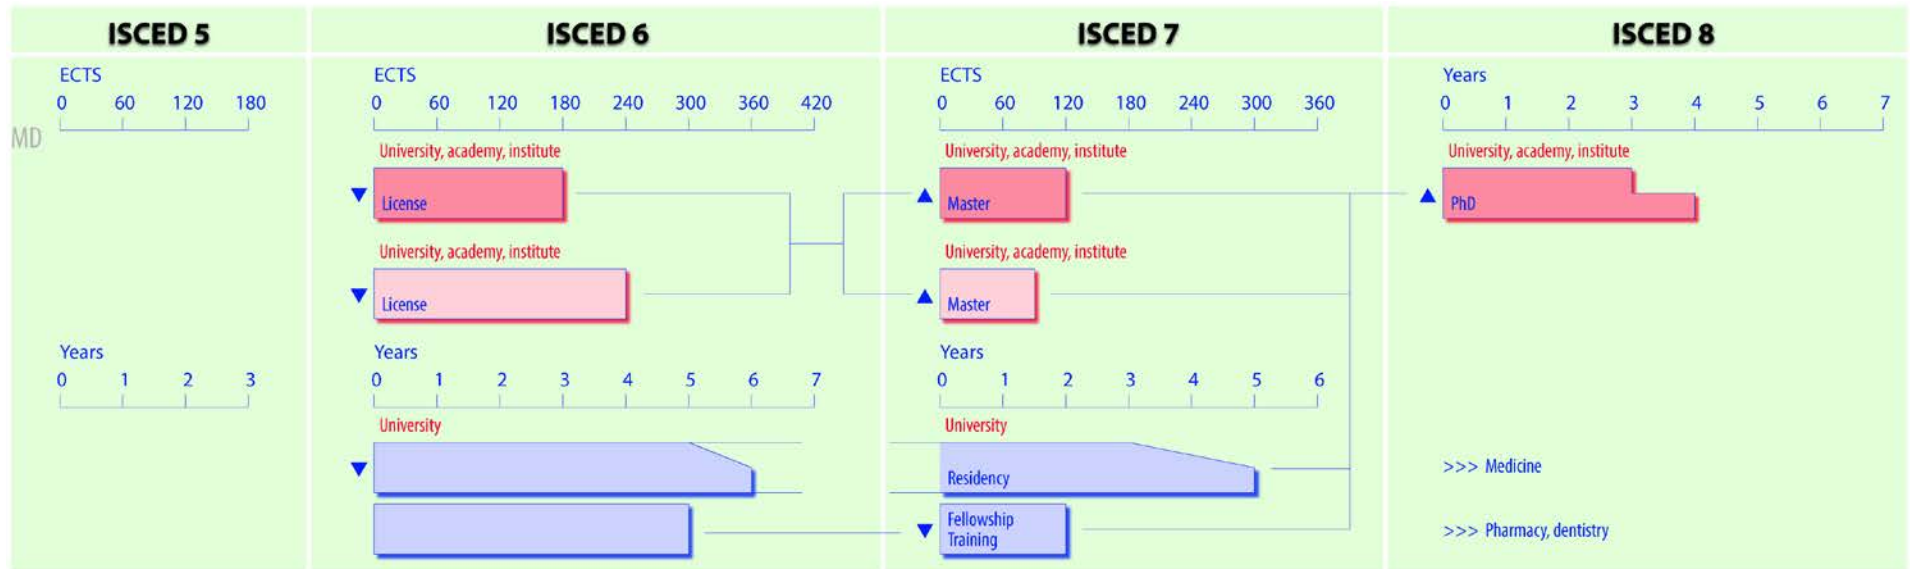 ISCED 5 ISCED 6 ISCED 7 ISCED 8
ECTS ECTS ECTS Years
0 60 120 180 0 60 120 180 240 300 360 420 0 60 120 180 240 300 360 0 1 2 3 4 5 6 7
MD
University, academy, institute University, academy, institute University, academy, institute
License Master PhD
University, academy, institute University, academy, institute
License Master
Years Years Years
0 1 2 3 0 1 2 3 4 5 6 7 0 1 2 3 4 5 6
University University
Residency >>> Medicine
Fellowship
Training >>> Pharmacy, dentistry